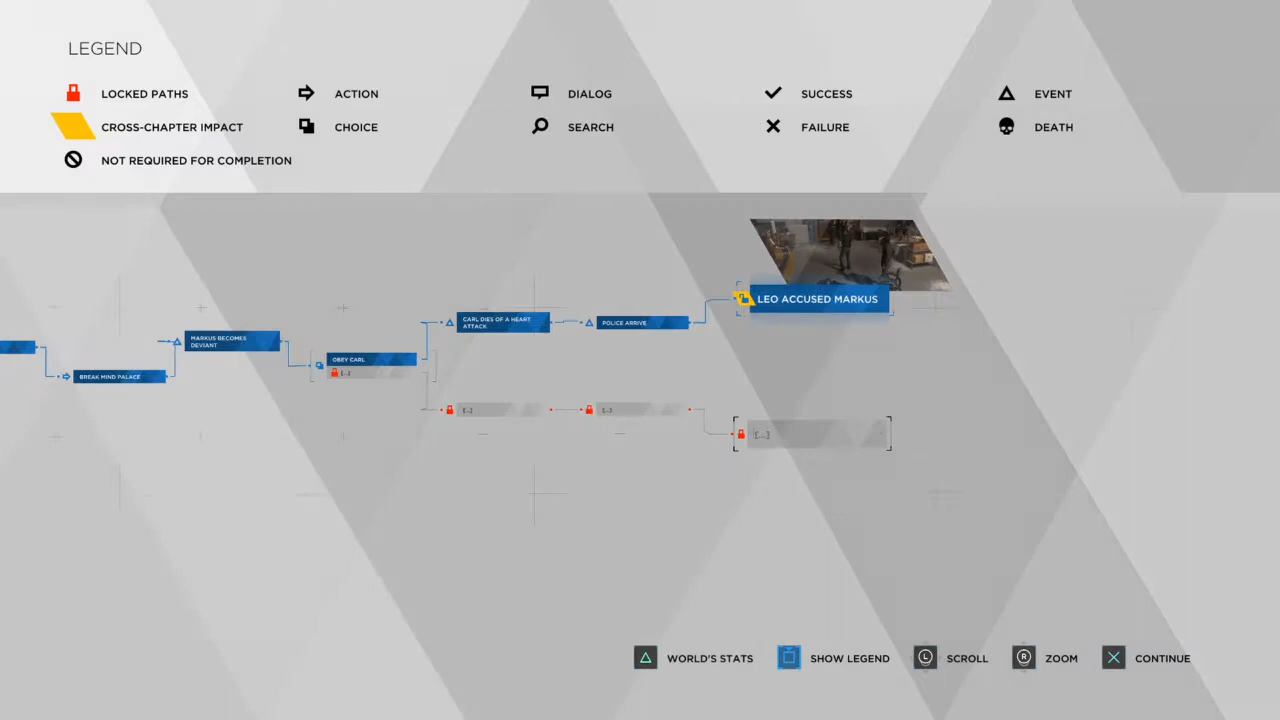 LEGEND
LOCKED PATHS
ACTION
DIALOG
SUCCESS
EVENT
CROSS-CHAPTER IMPACT
CHOICE
SEARCH
FAILURE
DEATH
NOT REQUIRED FOR COMPLETION
LEO ACCUSED MARKUS
CARL DIES OF A HEART
ATTACK
POLICE ARRIVE
MARKUS BECOMES
DEVIANT
OBEY CARL
[...]
BREAK MIND PALACE
[...]
[...]
[...]
WORLD'S STATS
SHOW LEGEND
L
SCROLL
R
ZOOM
CONTINUE